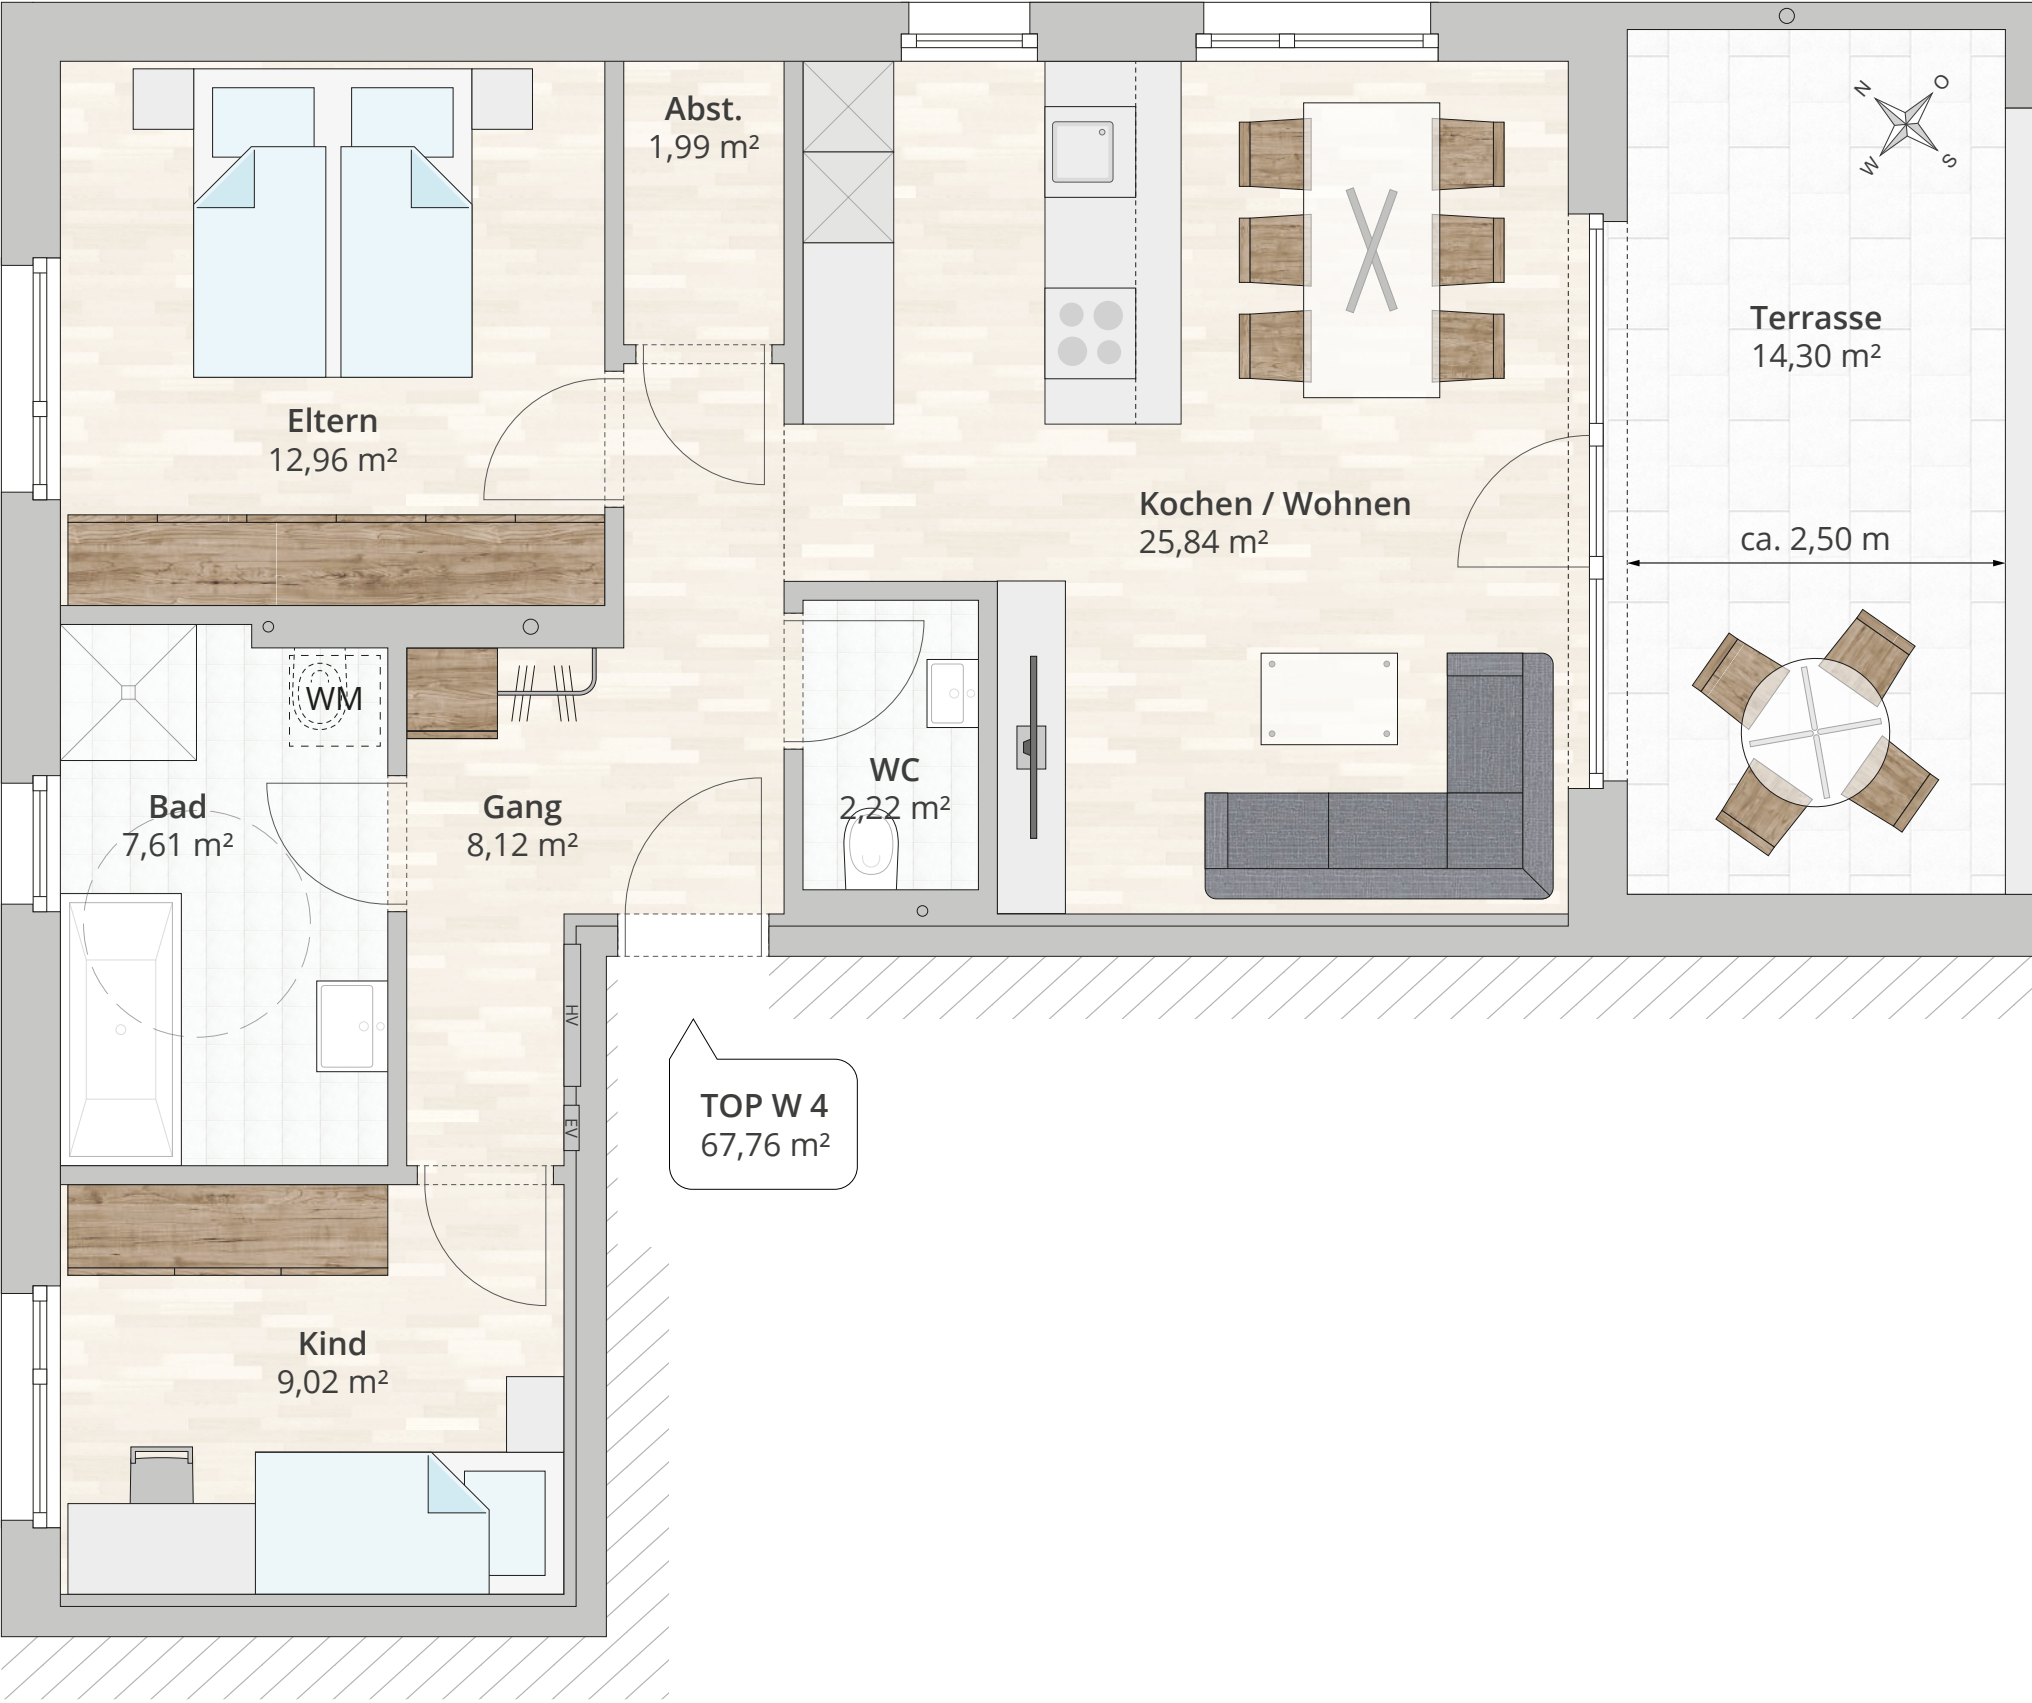 Abst.
1,99 m²
N
O
W
S
Terrasse
14,30 m²
Eltern
12,96 m²
Kochen / Wohnen
25,84 m²
ca. 2,50 m
WM
WC
2,22 m²
Bad
7,61 m²
Gang
8,12 m²
HV
EV
TOP W 4
67,76 m²
Kind
9,02 m²